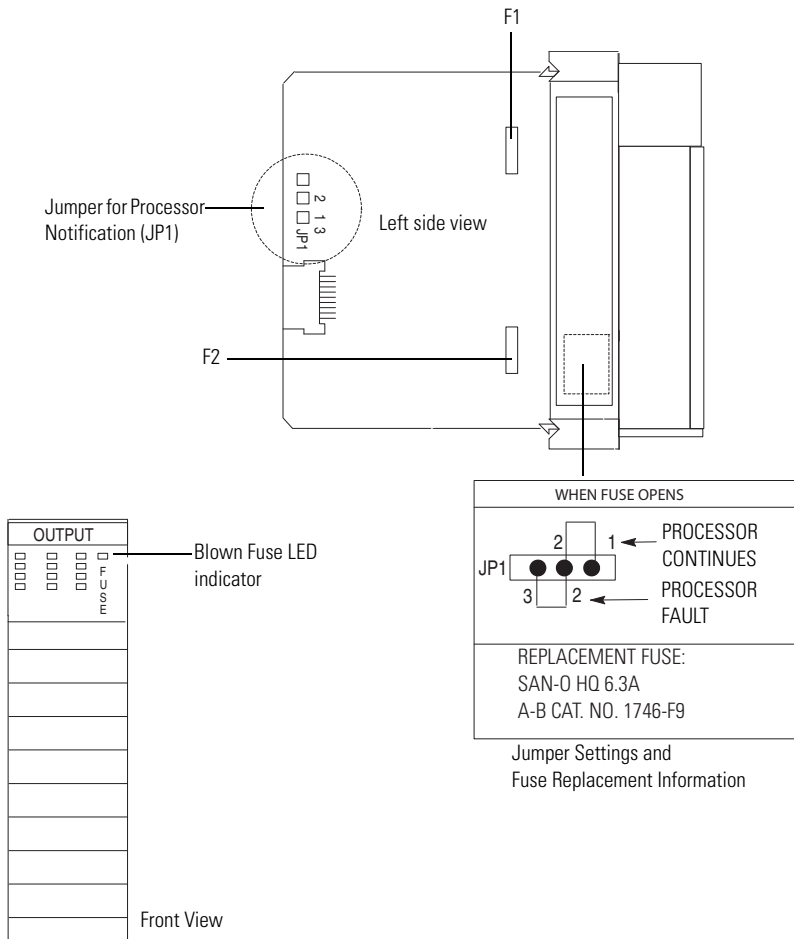 F1
Jumper for Processor
Notification (JP1)
2
1 3
JP1
Left side view
F2
WHEN FUSE OPENS
2 1
PROCESSOR
CONTINUES
JP1
3 2
PROCESSOR
FAULT
REPLACEMENT FUSE:
SAN-O HQ 6.3A
A-B CAT. NO. 1746-F9
Jumper Settings and
Fuse Replacement Information
OUTPUT
FUSE
Blown Fuse LED
indicator
Front View